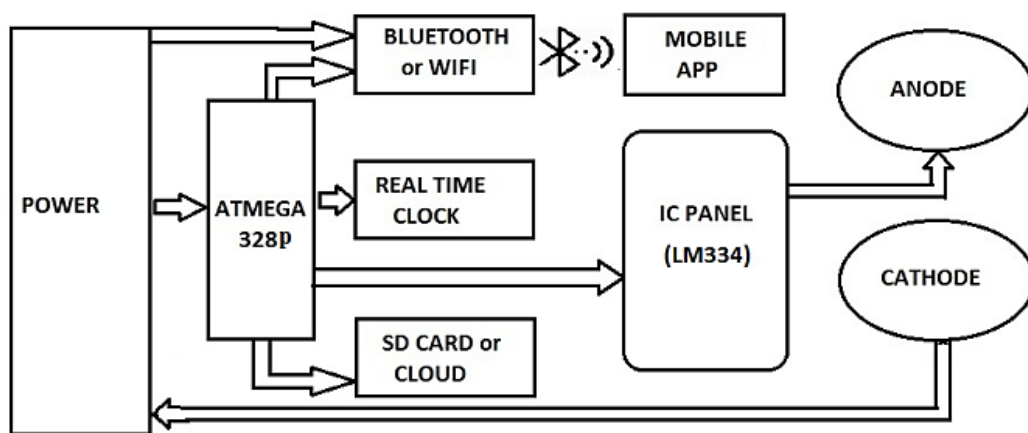 BLUETOOTH
or WIFI
MOBILE
APP
ANODE
POWER
ATMEGA
328p
REAL TIME
CLOCK
IC PANEL
(LM334)
CATHODE
SD CARD or
CLOUD